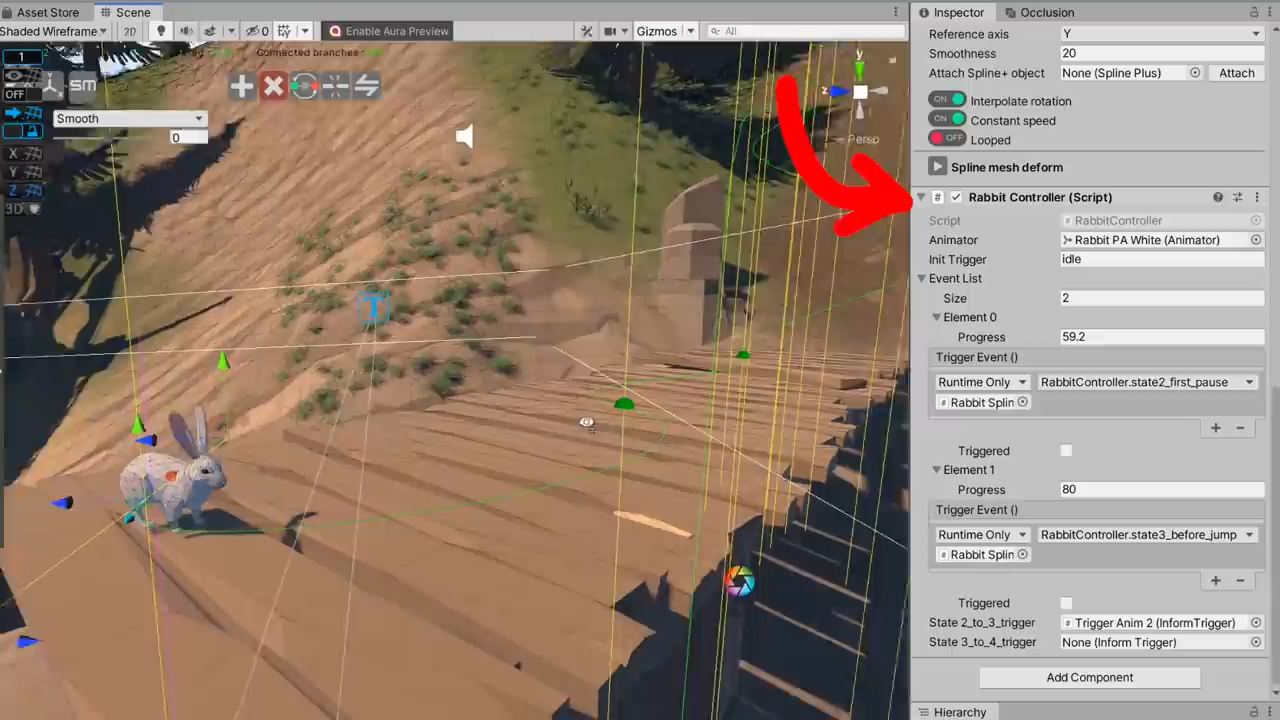 Asset Store Scene
Shaded Wireframe 2D 0 Enable Aura Preview Gizmos All
1 Connected branches:
OFF sm
Smooth
0
X
Y
Z
3D
y
z
Persp
T
Inspector Occlusion
Reference axis Y
Smoothness 20
Attach Spline+ object None (Spline Plus) Attach
ON Interpolate rotation
ON Constant speed
OFF Looped
Spline mesh deform
# Rabbit Controller (Script)
Script # RabbitController
Animator Rabbit PA White (Animator)
Init Trigger idle
Event List
Size 2
Element 0
Progress 59.2
Trigger Event ()
Runtime Only RabbitController.state2_first_pause
# Rabbit Splin
+ -
Triggered
Element 1
Progress 80
Trigger Event ()
Runtime Only RabbitController.state3_before_jump
# Rabbit Splin
+ -
Triggered
State 2_to_3_trigger # Trigger Anim 2 (InformTrigger)
State 3_to_4_trigger None (Inform Trigger)
Add Component
Hierarchy